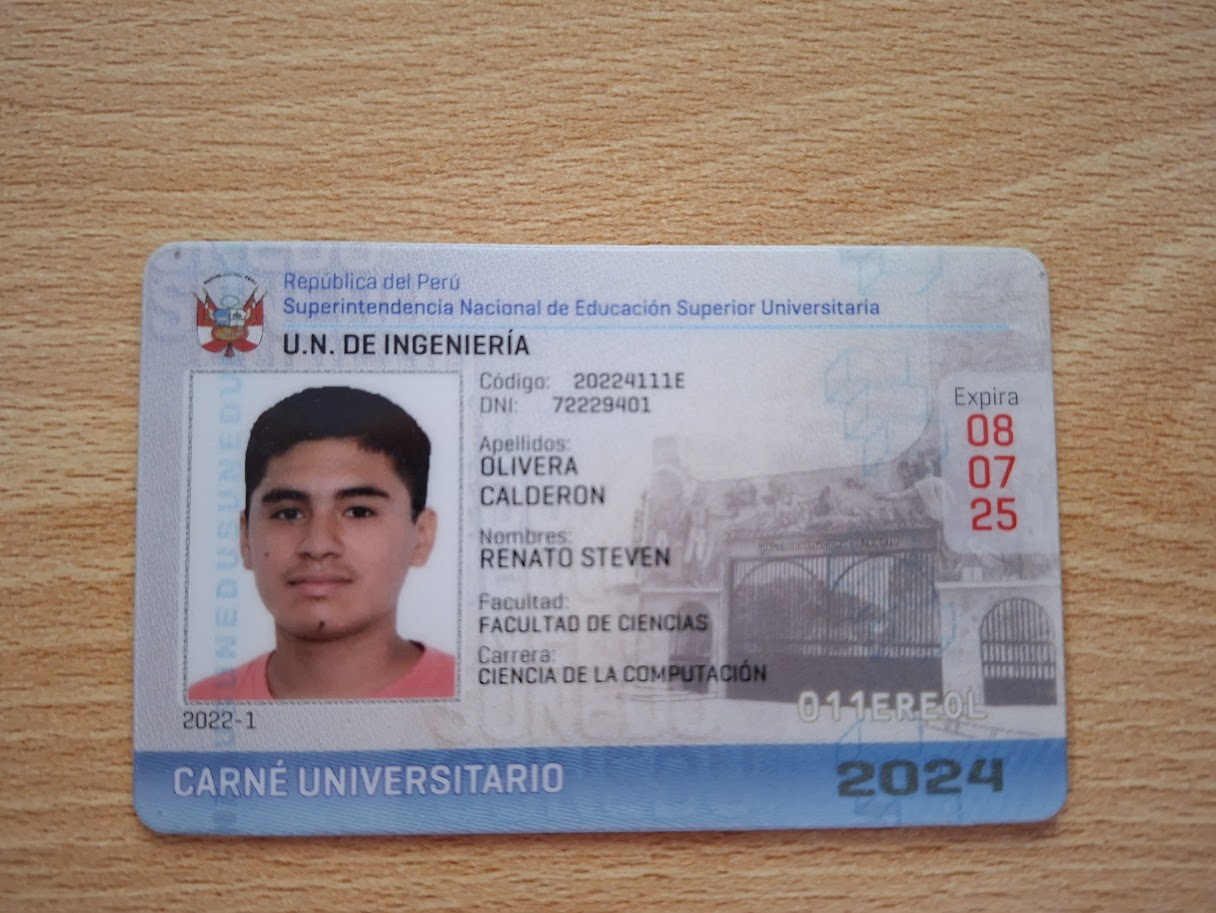 República del Perú
Superintendencia Nacional de Educación Superior Universitaria
U.N. DE INGENIERÍA
Código: 20224111E
DNI: 72229401
Apellidos:
OLIVERA
CALDERON
Nombres:
RENATO STEVEN
Facultad:
FACULTAD DE CIENCIAS
Carrera:
CIENCIA DE LA COMPUTACIÓN
Expira
08
07
25
2022-1
011EREOL
CARNÉ UNIVERSITARIO
2024